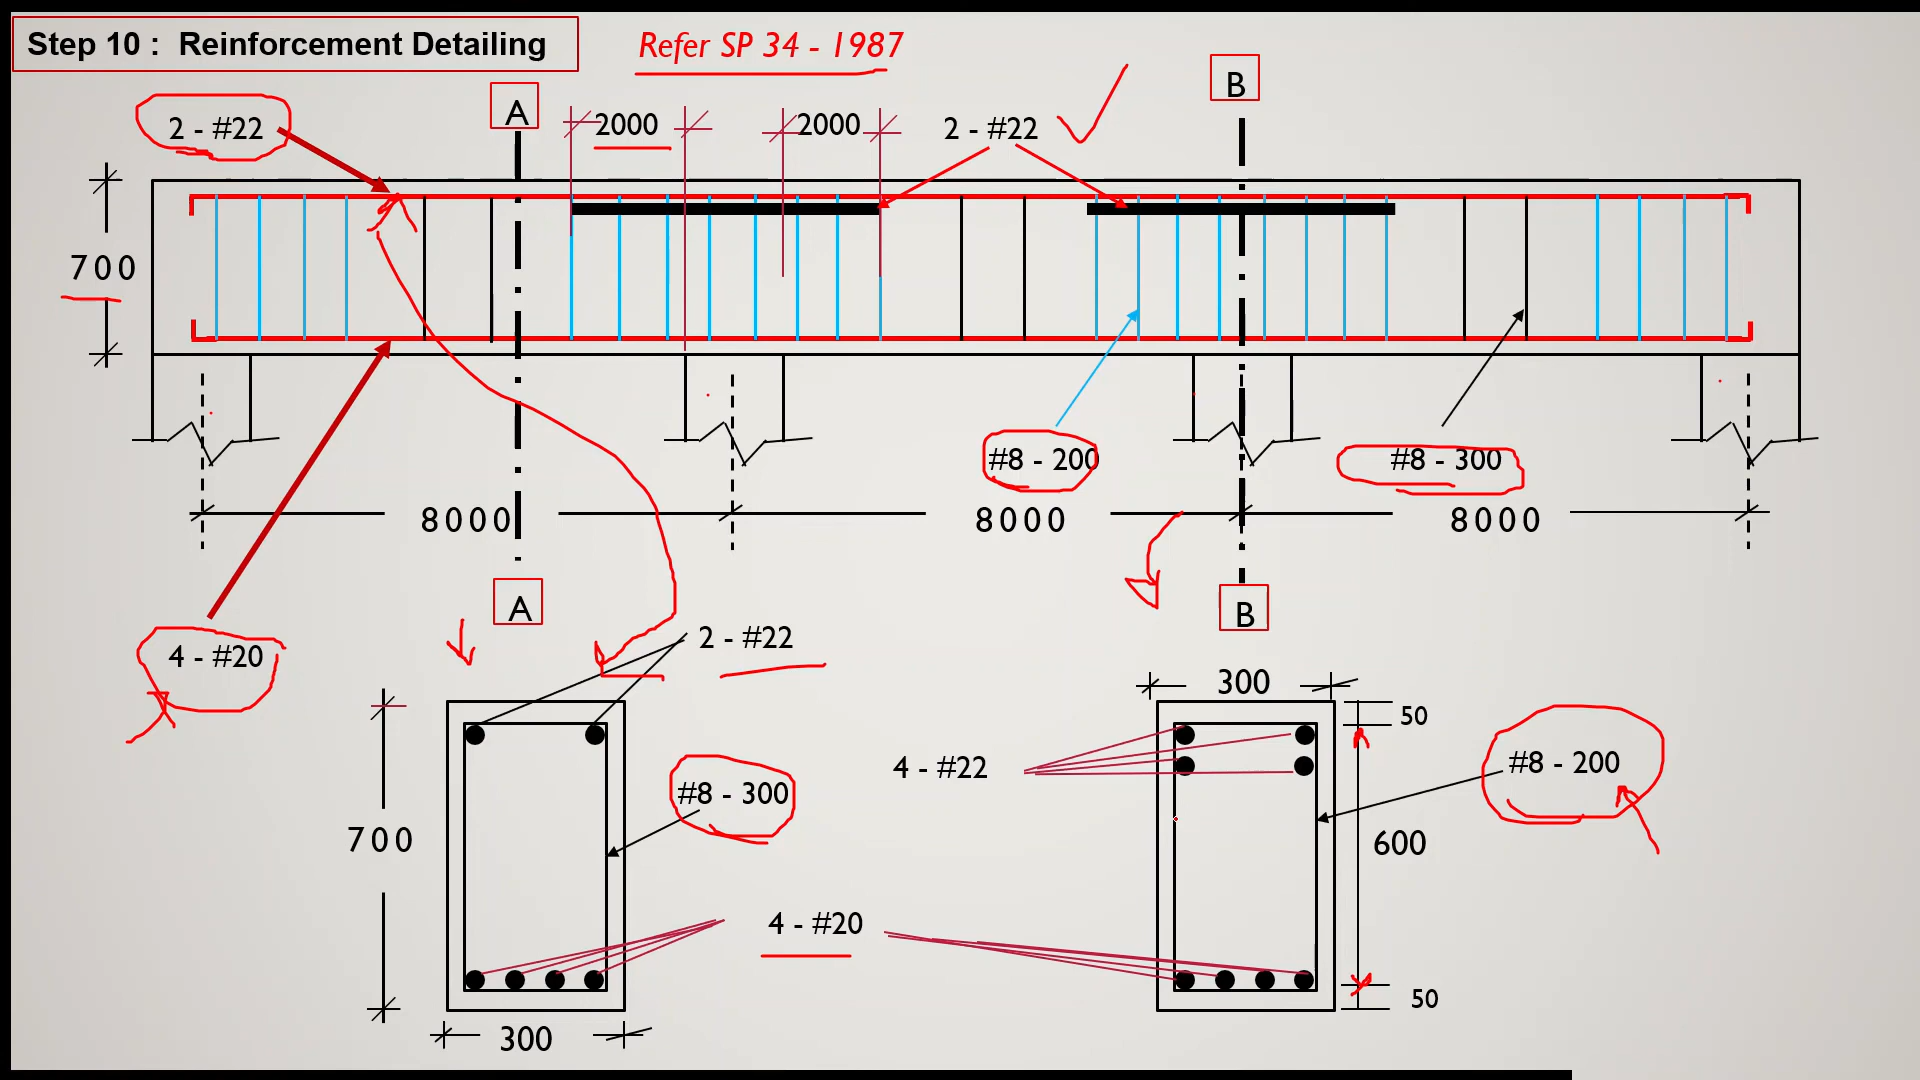 Step 10 : Reinforcement Detailing
Refer SP 34 - 1987
A
B
2 - #22
2000
2000
2 - #22
700
#8 - 200
#8 - 300
8000
8000
8000
A
B
4 - #20
2 - #22
300
50
4 - #22
#8 - 200
#8 - 300
700
600
4 - #20
50
300